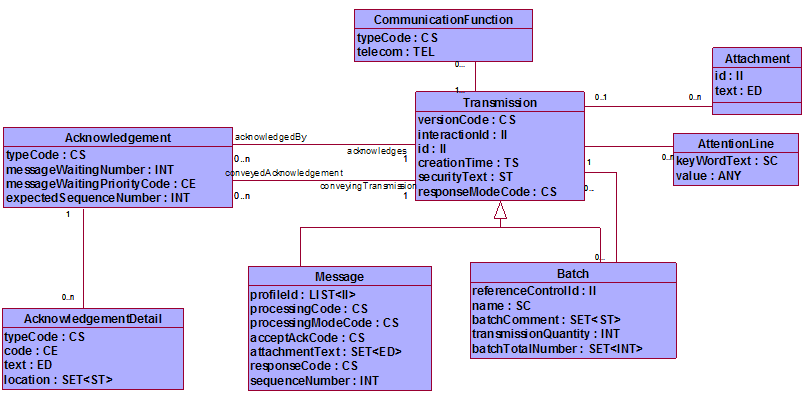 CommunicationFunction
typeCode : CS
telecom : TEL
0...
1...
Transmission
versionCode : CS
interactionId : II
id : II
creationTime : TS
securityText : ST
responseModeCode : CS
0..1
0..n
Attachment
id : II
text : ED
AttentionLine
keyWordText : SC
value : ANY
1
0..n
0...
Acknowledgement
typeCode : CS
messageWaitingNumber : INT
messageWaitingPriorityCode : CE
expectedSequenceNumber : INT
acknowledgedBy
0..n
acknowledges
1
conveyedAcknowledgement
0..n
conveyingTransmission
1
1
0..n
AcknowledgementDetail
typeCode : CS
code : CE
text : ED
location : SET<ST>
Message
profileId : LIST<II>
processingCode : CS
processingModeCode : CS
acceptAckCode : CS
attachmentText : SET<ED>
responseCode : CS
sequenceNumber : INT
0...
Batch
referenceControlId : II
name : SC
batchComment : SET<ST>
transmissionQuantity : INT
batchTotalNumber : SET<INT>